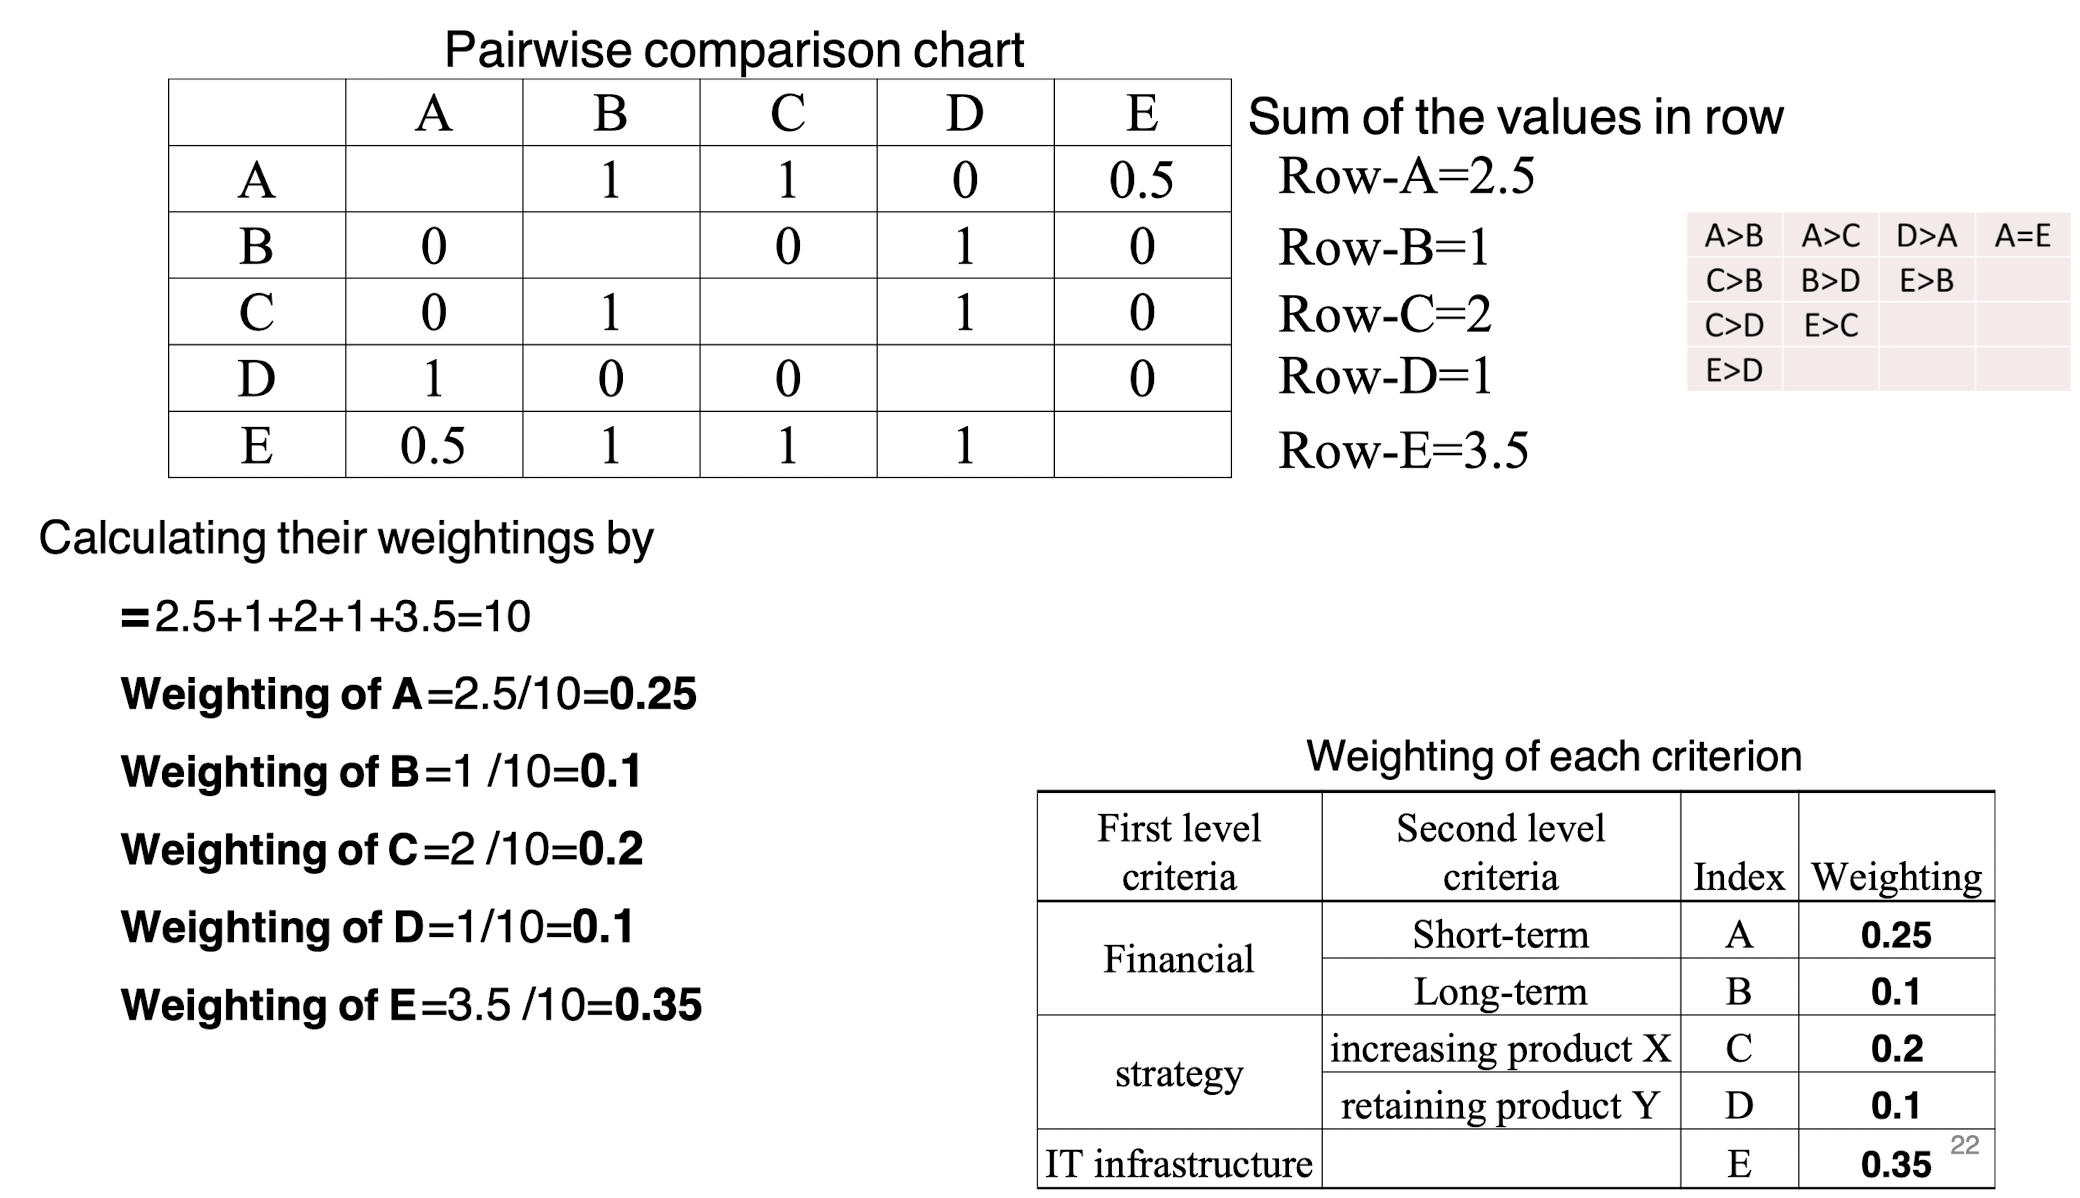 Pairwise comparison chart
A B C D E
A 1 1 0 0.5
B 0 0 1 0
C 0 1 1 0
D 1 0 0 0
E 0.5 1 1 1
Sum of the values in row
Row-A=2.5
Row-B=1
Row-C=2
Row-D=1
Row-E=3.5
A>B A>C D>A A=E
C>B B>D E>B
C>D E>C
E>D
Calculating their weightings by
=2.5+1+2+1+3.5=10
Weighting of A=2.5/10=0.25
Weighting of B=1 /10=0.1
Weighting of C=2 /10=0.2
Weighting of D=1/10=0.1
Weighting of E=3.5 /10=0.35
Weighting of each criterion
First level criteria Second level criteria Index Weighting
Financial Short-term A 0.25
Long-term B 0.1
strategy increasing product X C 0.2
retaining product Y D 0.1
IT infrastructure E 0.35
22